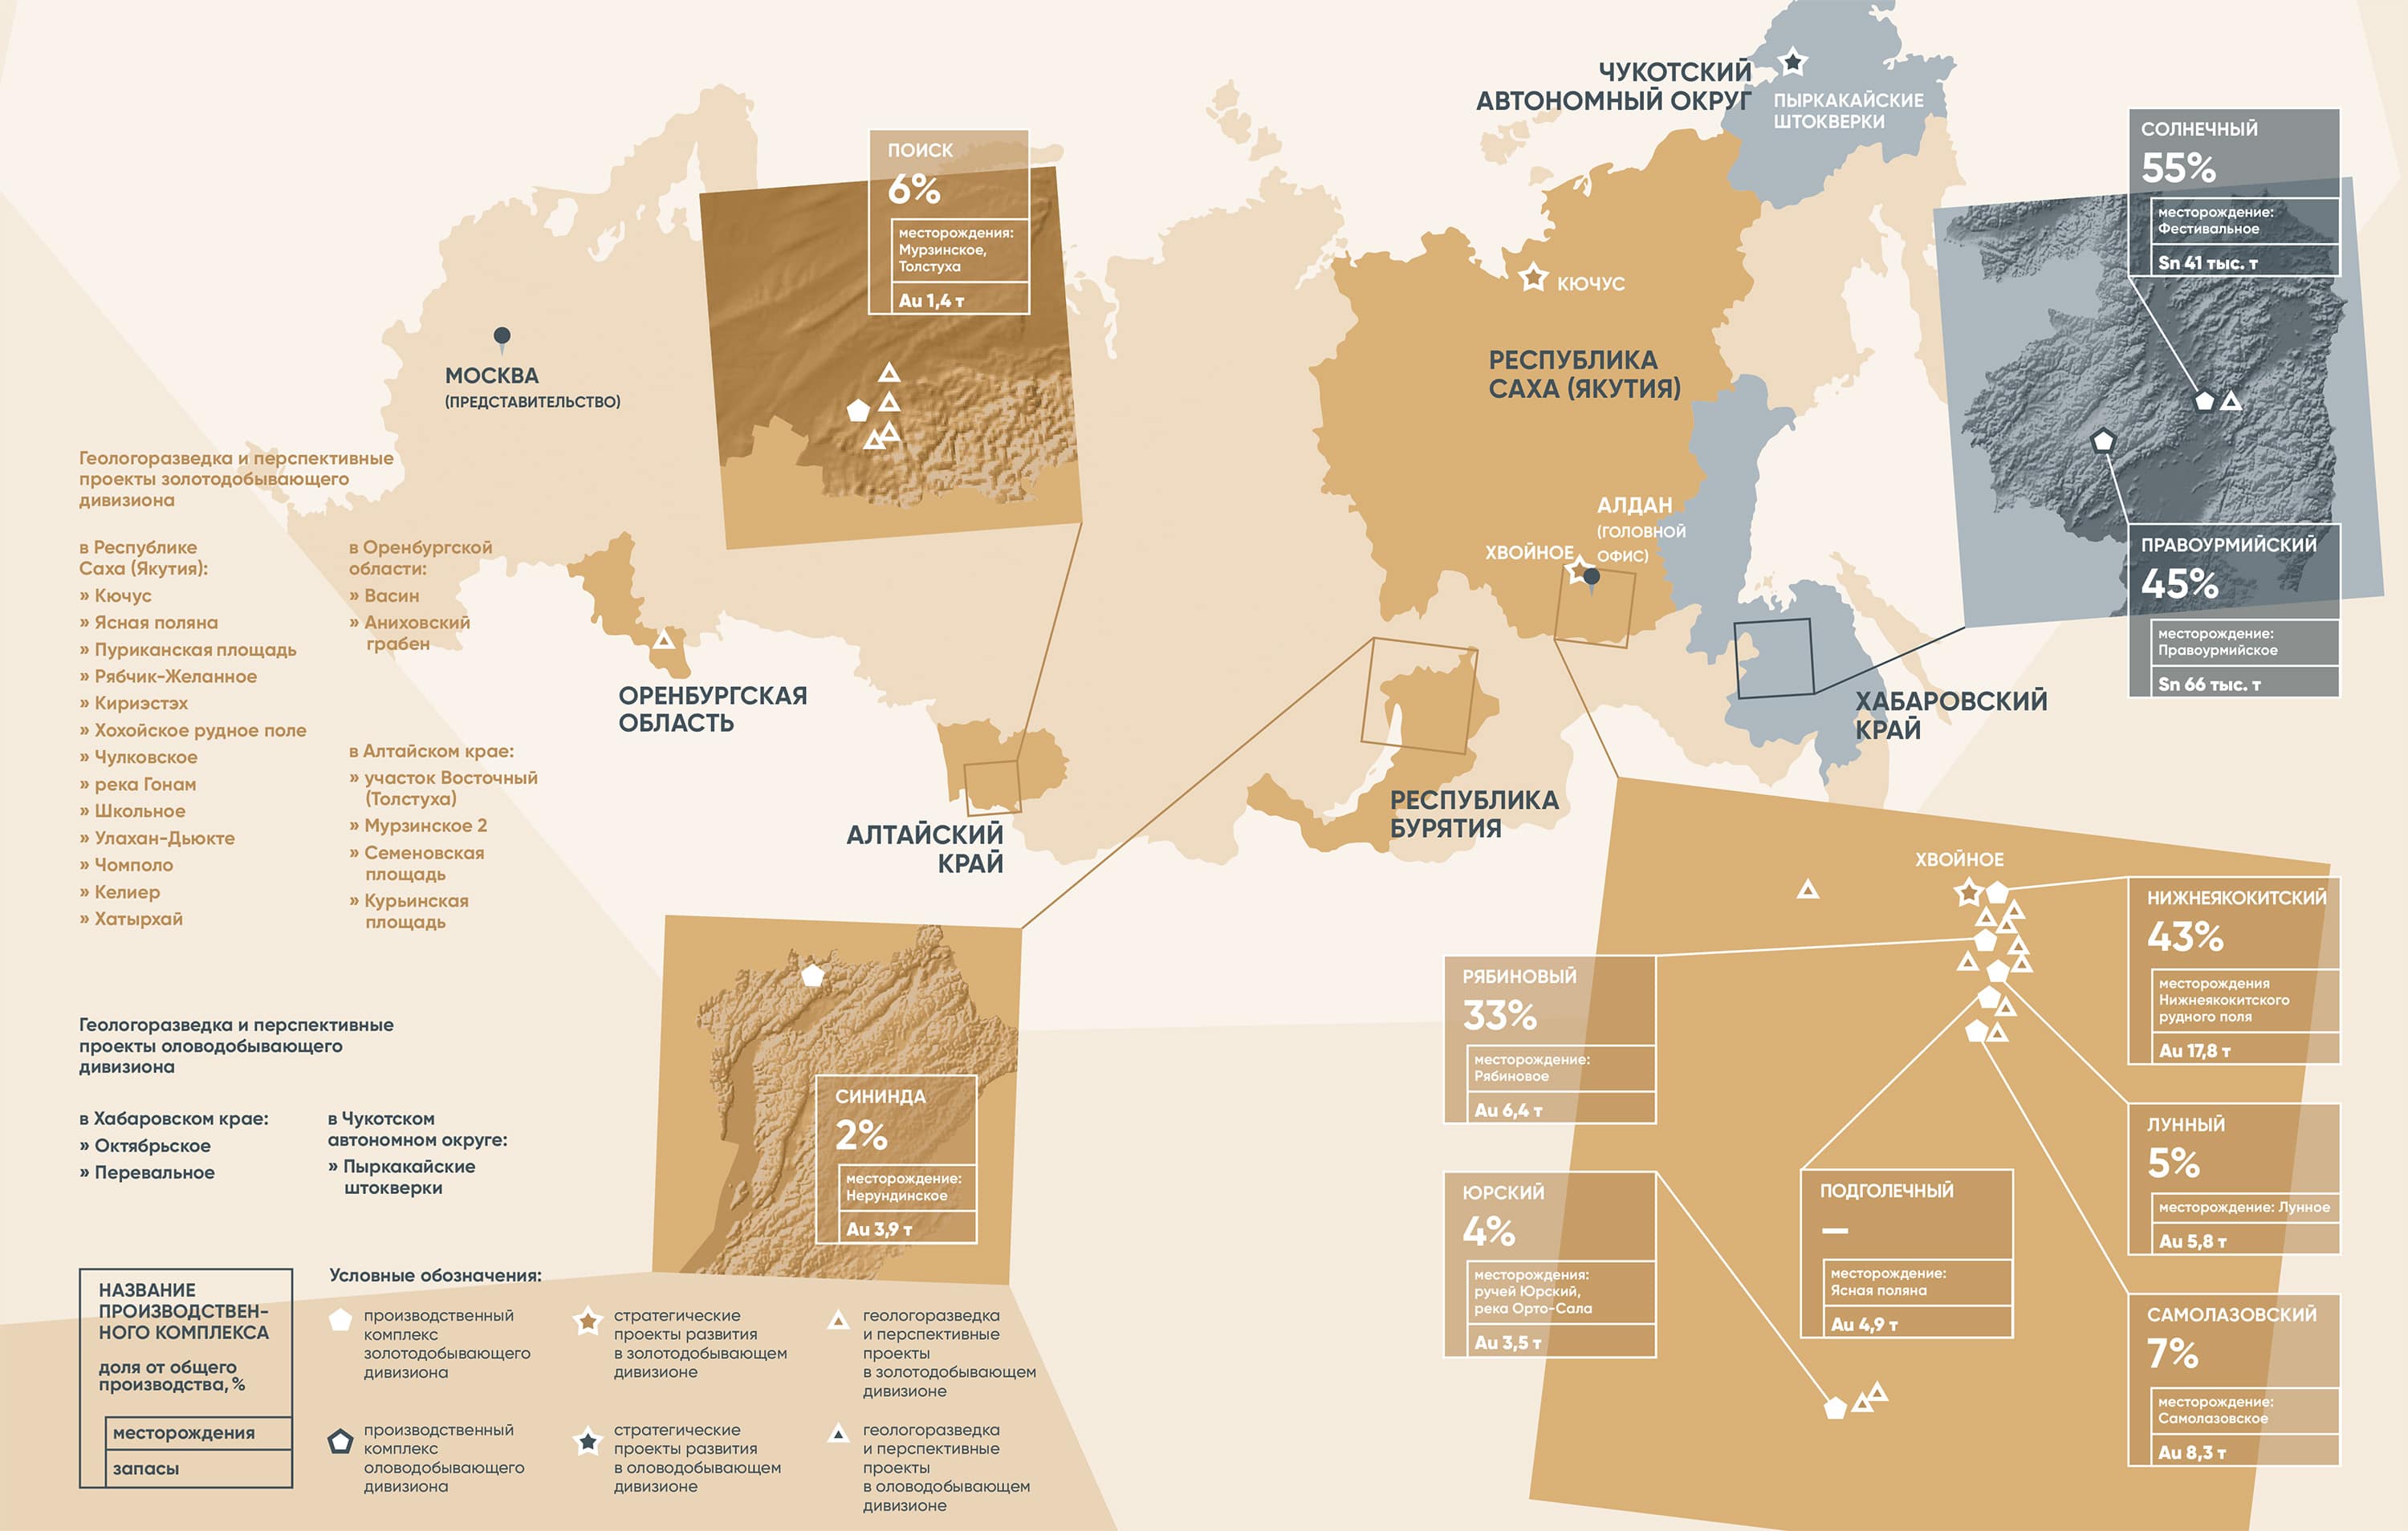 ЧУКОТСКИЙ
АВТОНОМНЫЙ ОКРУГ
ПЫРКАКАЙСКИЕ
ШТОКВЕРКИ
ПОИСК
6%
месторождения:
Мурзинское,
Толстуха
Au 1,4 т
СОЛНЕЧНЫЙ
55%
месторождение:
Фестивальное
Sn 41 тыс. т
КЮЧУС
МОСКВА
(ПРЕДСТАВИТЕЛЬСТВО)
РЕСПУБЛИКА
САХА (ЯКУТИЯ)
АЛДАН
(ГОЛОВНОЙ
ОФИС)
ХВОЙНОЕ
ПРАВОУРМИЙСКИЙ
45%
месторождение:
Правоурмийское
Sn 66 тыс. т
Геологоразведка и перспективные
проекты золотодобывающего
дивизиона
в Республике
Саха (Якутия):
» Кючус
» Ясная поляна
» Пуриканская площадь
» Рябчик-Желанное
» Кириэстэх
» Хохойское рудное поле
» Чулковское
» река Гонам
» Школьное
» Улахан-Дьюкте
» Чомполо
» Келиер
» Хатырхай
в Оренбургской
области:
» Васин
» Аниховский
грабен
в Алтайском крае:
» участок Восточный
(Толстуха)
» Мурзинское 2
» Семеновская
площадь
» Курьинская
площадь
ОРЕНБУРГСКАЯ
ОБЛАСТЬ
АЛТАЙСКИЙ
КРАЙ
РЕСПУБЛИКА
БУРЯТИЯ
ХАБАРОВСКИЙ
КРАЙ
Геологоразведка и перспективные
проекты оловодобывающего
дивизиона
в Хабаровском крае:
» Октябрьское
» Перевальное
в Чукотском
автономном округе:
» Пыркакайские
штокверки
СИНИНДА
2%
месторождение:
Нерундинское
Au 3,9 т
ХВОЙНОЕ
НИЖНЕЯКОКИТСКИЙ
43%
месторождения
Нижнеякокитского
рудного поля
Au 17,8 т
РЯБИНОВЫЙ
33%
месторождение:
Рябиновое
Au 6,4 т
ЛУННЫЙ
5%
месторождение: Лунное
Au 5,8 т
ЮРСКИЙ
4%
месторождения:
ручей Юрский,
река Орто-Сала
Au 3,5 т
ПОДГОЛЕЧНЫЙ
—
месторождение:
Ясная поляна
Au 4,9 т
САМОЛАЗОВСКИЙ
7%
месторождение:
Самолазовское
Au 8,3 т
НАЗВАНИЕ
ПРОИЗВОДСТВЕН-
НОГО КОМПЛЕКСА
доля от общего
производства, %
месторождения
запасы
Условные обозначения:
производственный
комплекс
золотодобывающего
дивизиона
стратегические
проекты развития
в золотодобывающем
дивизионе
геологоразведка
и перспективные
проекты
в золотодобывающем
дивизионе
производственный
комплекс
оловодобывающего
дивизиона
стратегические
проекты развития
в оловодобывающем
дивизионе
геологоразведка
и перспективные
проекты
в оловодобывающем
дивизионе